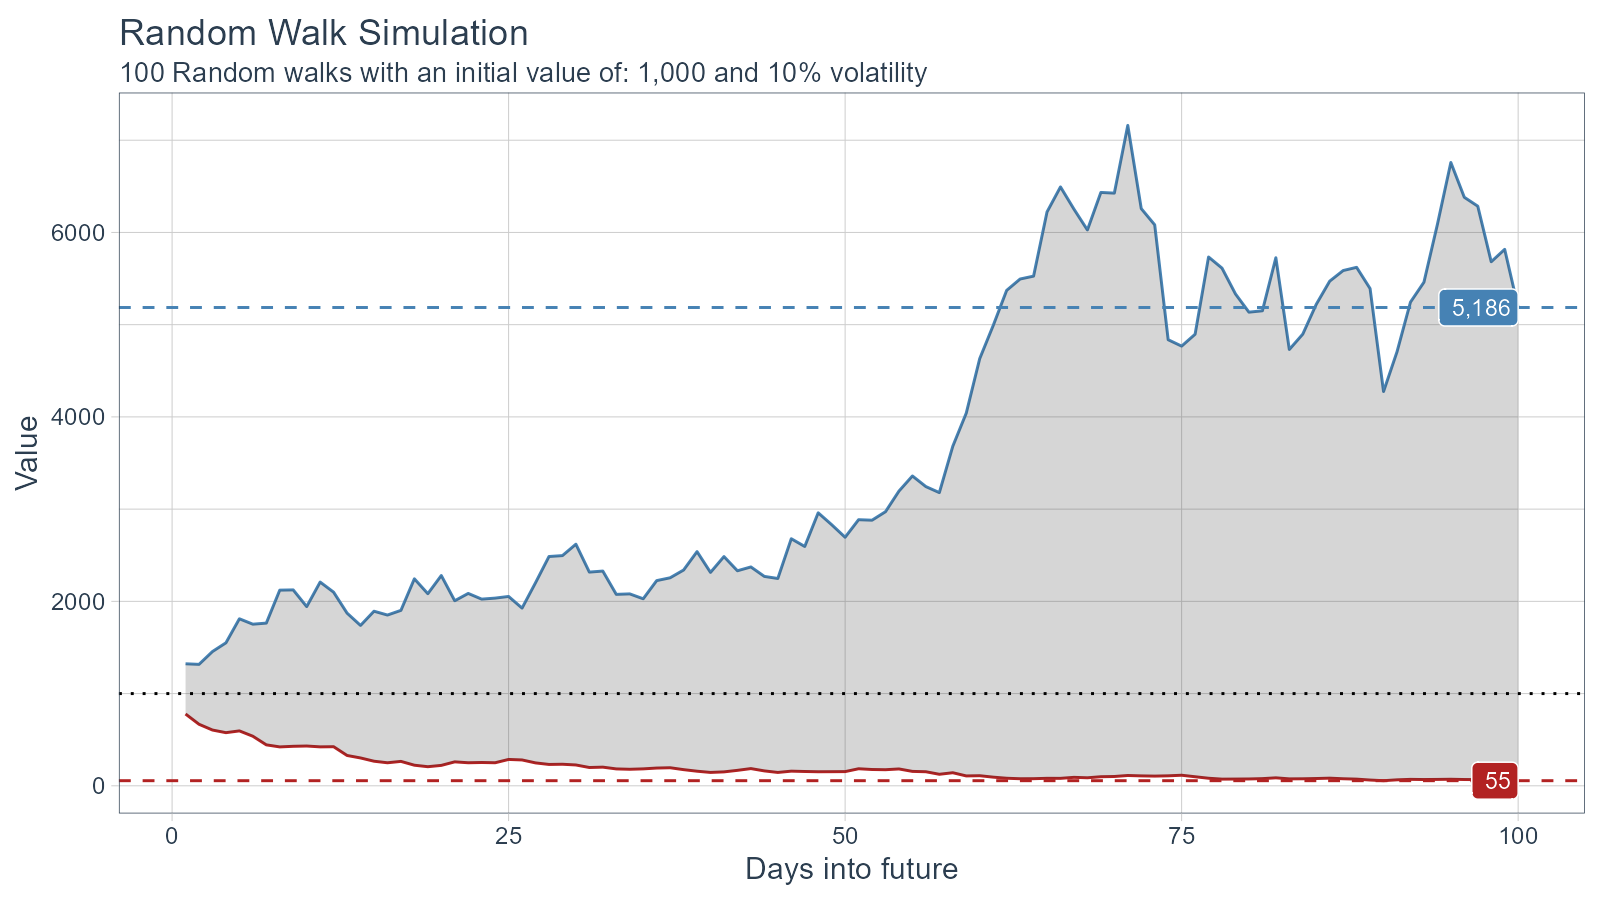 Random Walk Simulation
100 Random walks with an initial value of: 1,000 and 10% volatility
Value
6000
4000
2000
0
5,186
55
0
25
50
75
100
Days into future